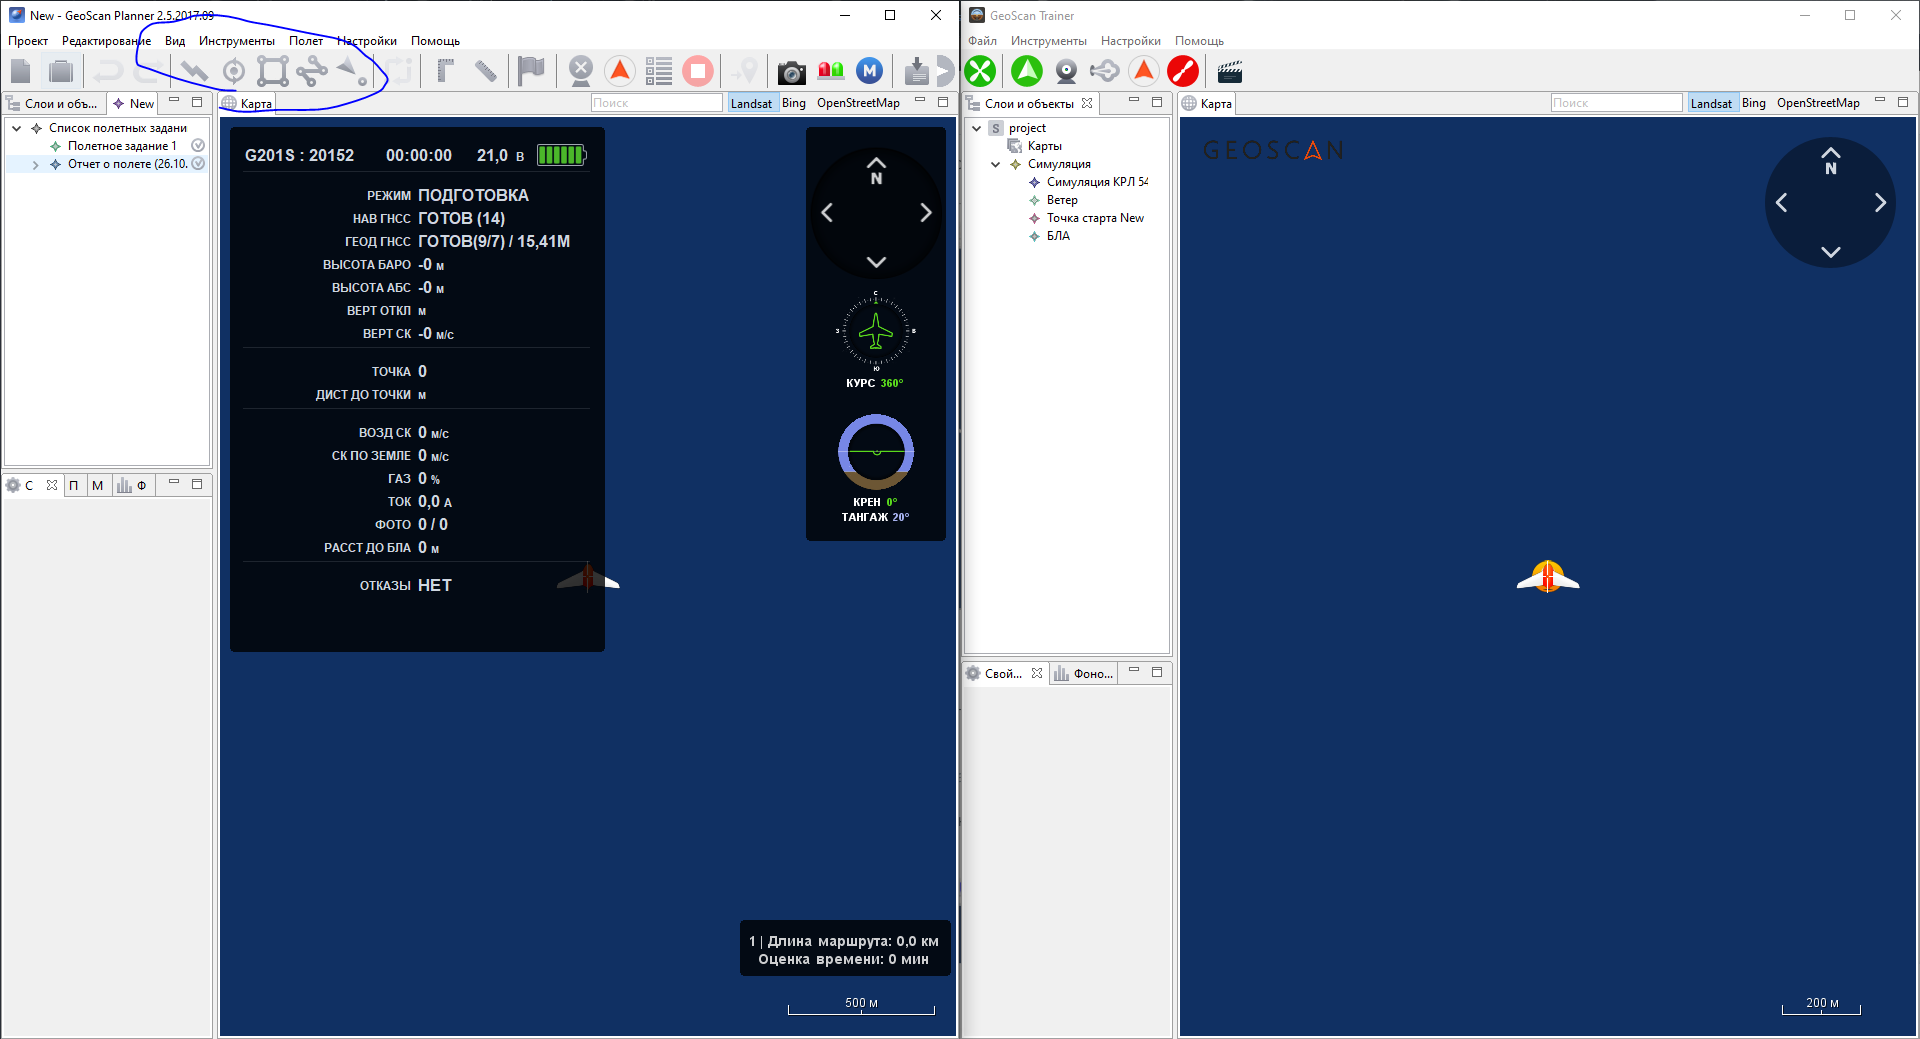 New - GeoScan Planner 2.5.2017.09
Проект Редактирование Вид Инструменты Полет Настройки Помощь
M
Слои и объ... New
Карта
Поиск
Landsat Bing OpenStreetMap
Список полетных задани
Полетное задание 1
Отчет о полете (26.10.
С П М Ф
G201S : 20152 00:00:00 21,0 В
РЕЖИМ ПОДГОТОВКА
НАВ ГНСС ГОТОВ (14)
ГЕОД ГНСС ГОТОВ(9/7) / 15,41М
ВЫСОТА БАРО -0 м
ВЫСОТА АБС -0 м
ВЕРТ ОТКЛ м
ВЕРТ СК -0 м/с
ТОЧКА 0
ДИСТ ДО ТОЧКИ м
ВОЗД СК 0 м/с
СК ПО ЗЕМЛЕ 0 м/с
ГАЗ 0 %
ТОК 0,0 А
ФОТО 0 / 0
РАССТ ДО БЛА 0 м
ОТКАЗЫ НЕТ
N
С
З В
Ю
КУРС 360°
КРЕН 0°
ТАНГАЖ 20°
1 | Длина маршрута: 0,0 км
Оценка времени: 0 мин
500 м
GeoScan Trainer
Файл Инструменты Настройки Помощь
Слои и объекты
Карта
Поиск
Landsat Bing OpenStreetMap
S project
Карты
Симуляция
Симуляция КРЛ 54
Ветер
Точка старта New
БЛА
Свой... Фоно...
GEOSCAN
N
200 м